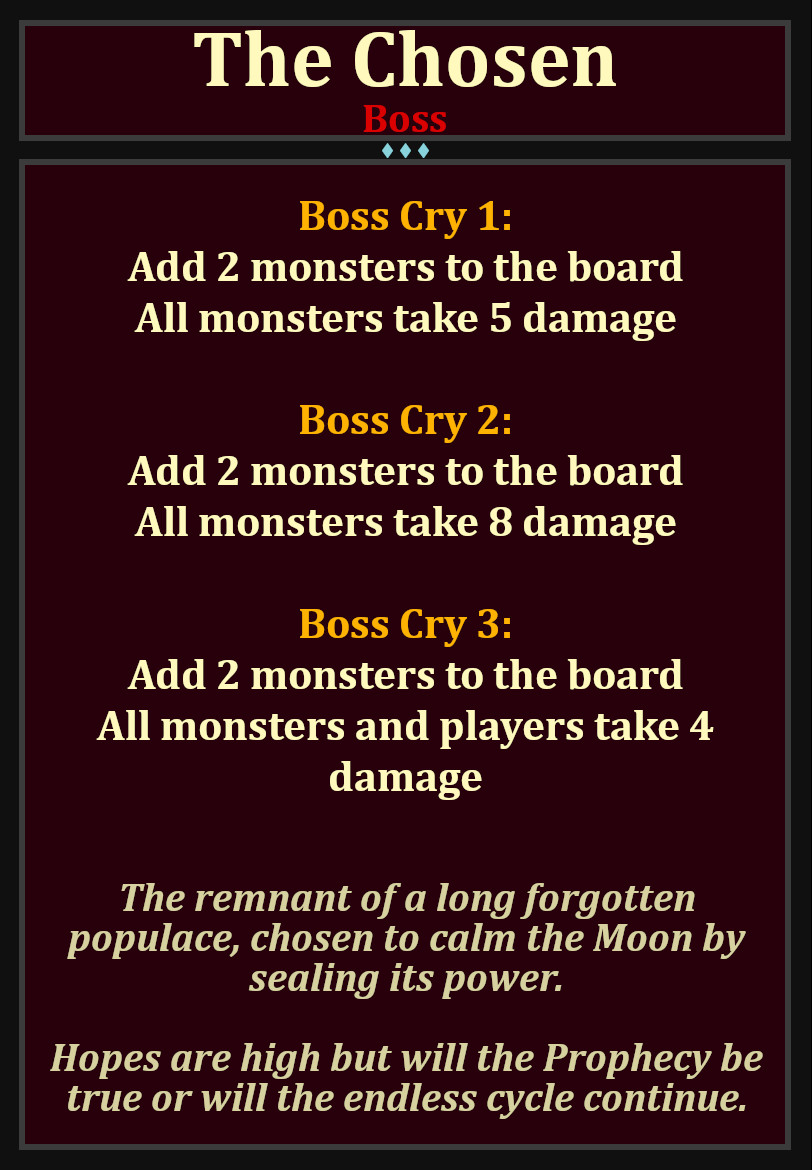 The Chosen
Boss
Boss Cry 1:
Add 2 monsters to the board
All monsters take 5 damage
Boss Cry 2:
Add 2 monsters to the board
All monsters take 8 damage
Boss Cry 3:
Add 2 monsters to the board
All monsters and players take 4
damage
The remnant of a long forgotten
populace, chosen to calm the Moon by
sealing its power.
Hopes are high but will the Prophecy be
true or will the endless cycle continue.